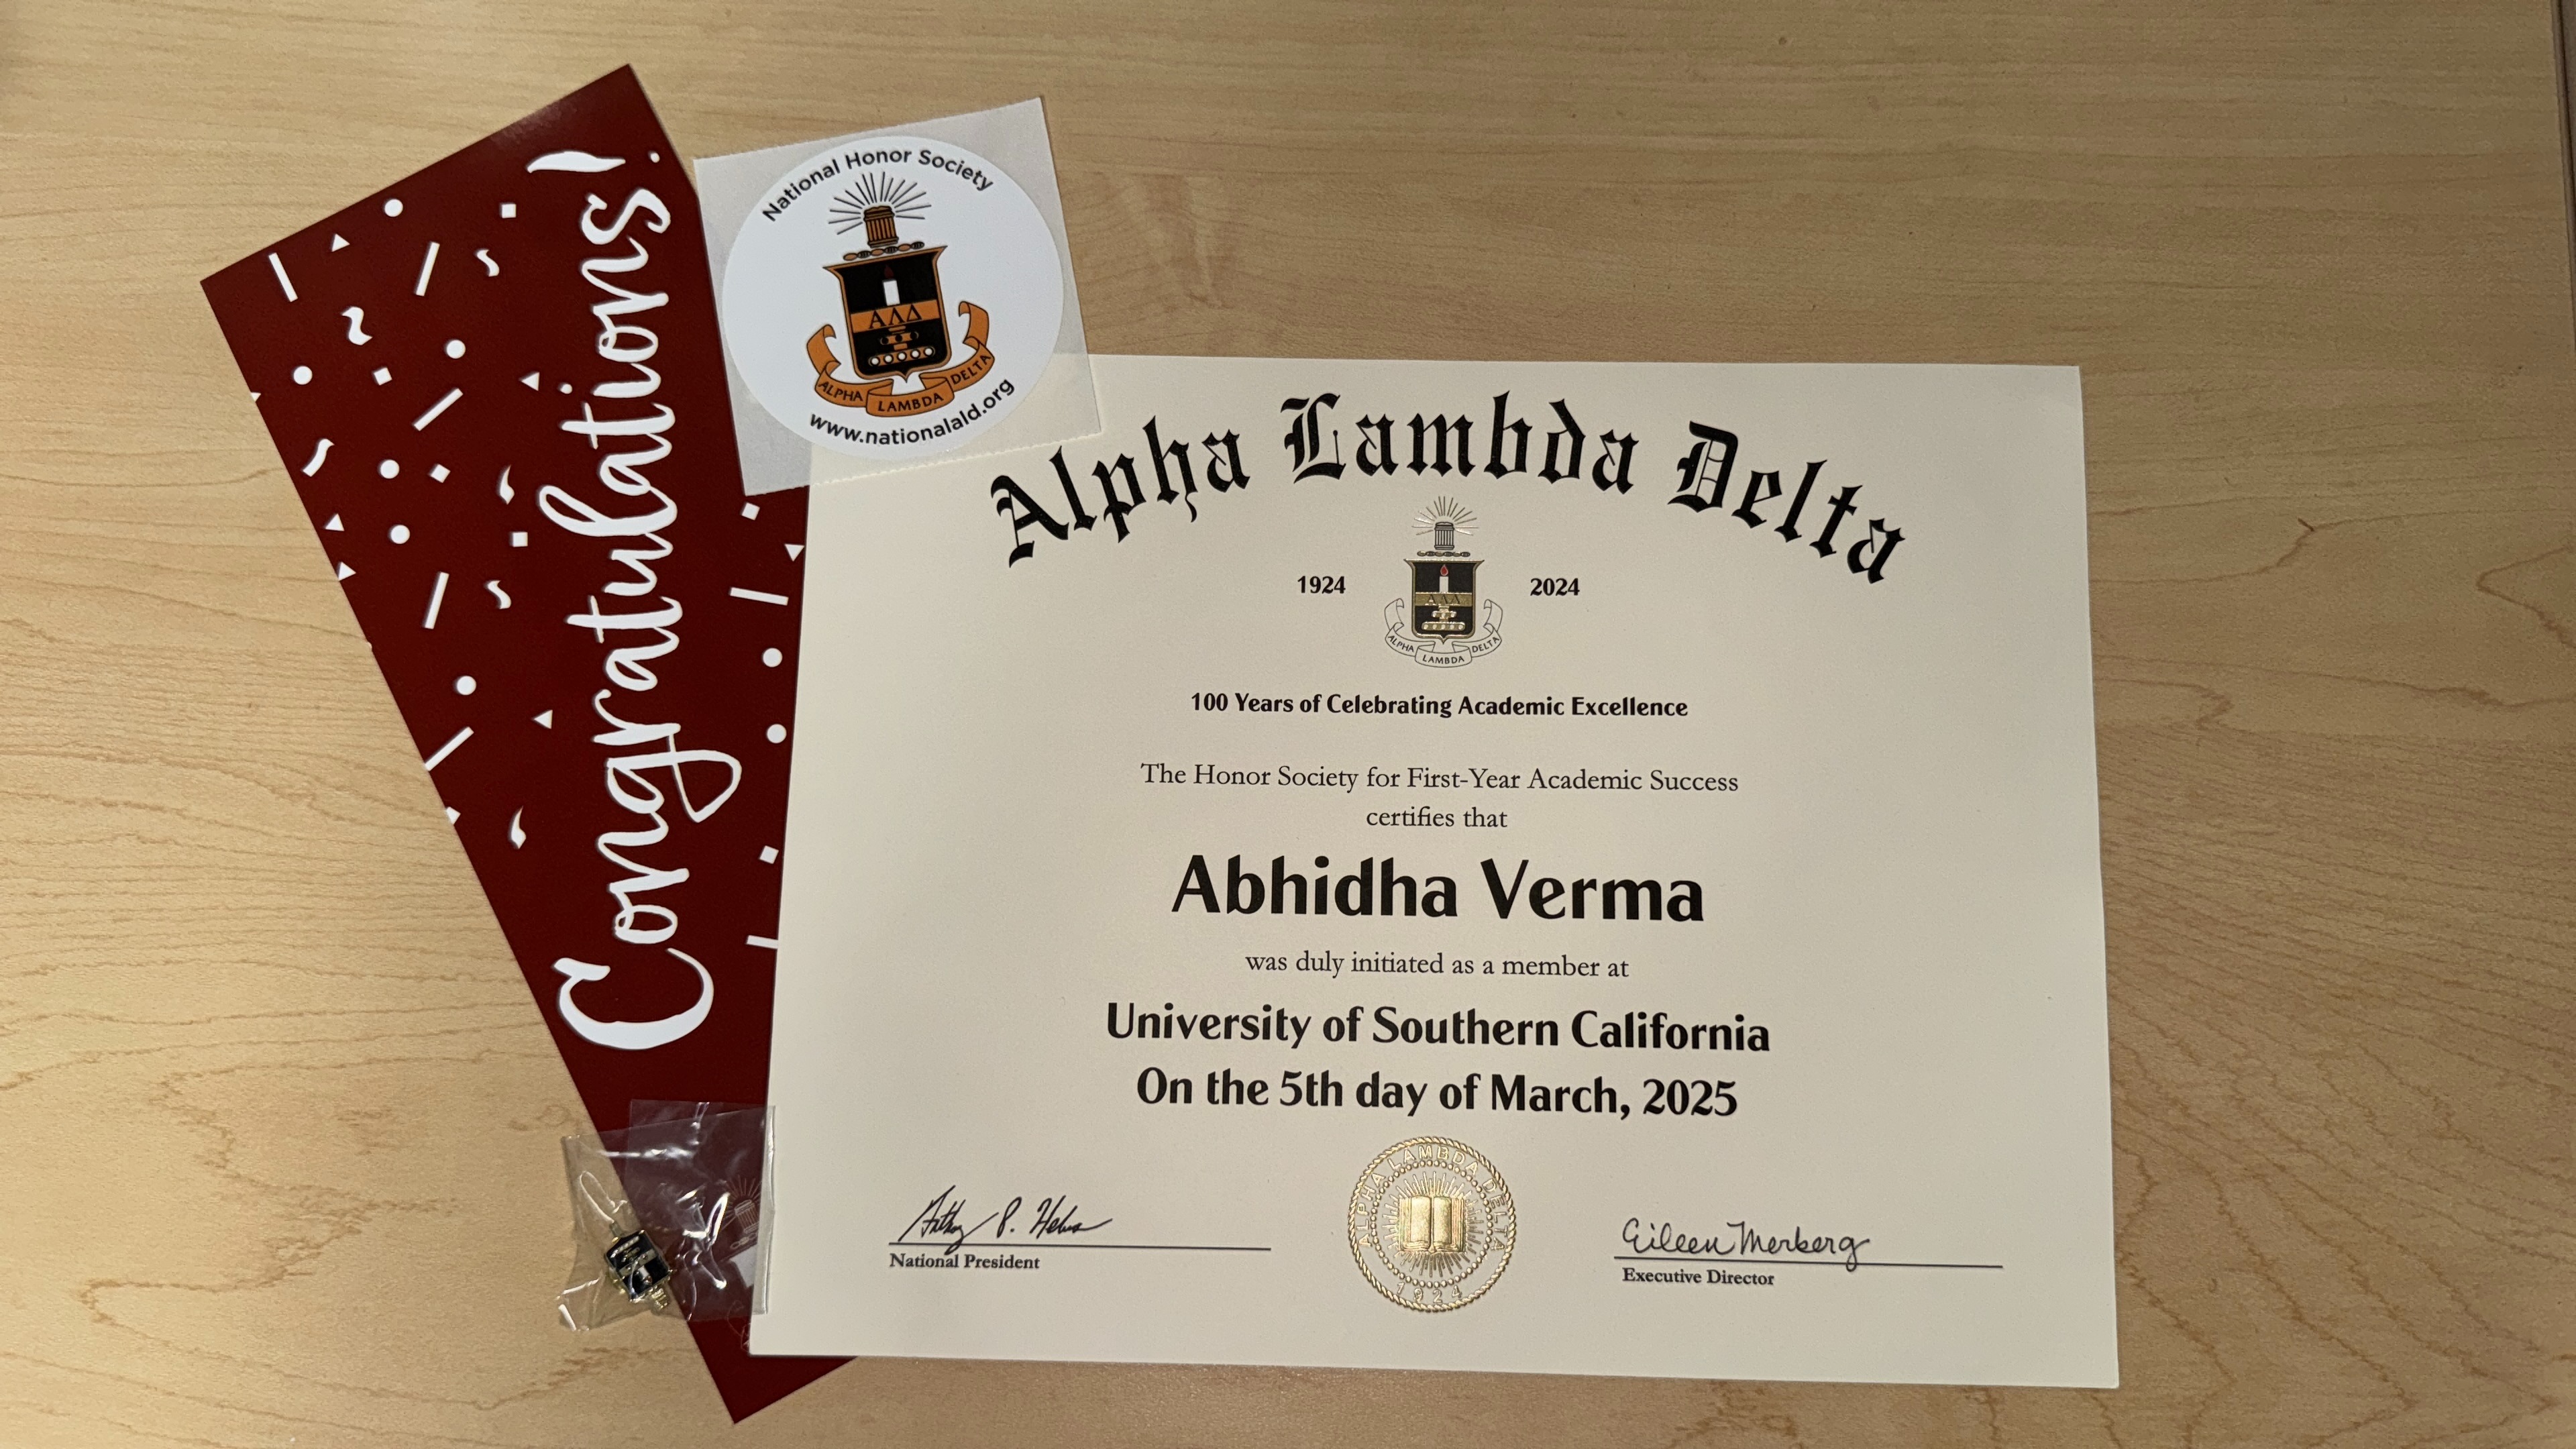 Congratulations!
National Honor Society
ΑΛΔ
ALPHA LAMBDA DELTA
www.nationalald.org
Alpha Lambda Delta
1924 2024
ΑΛΔ
ALPHA LAMBDA DELTA
100 Years of Celebrating Academic Excellence
The Honor Society for First-Year Academic Success
certifies that
Abhidha Verma
was duly initiated as a member at
University of Southern California
On the 5th day of March, 2025
ALPHA LAMBDA DELTA
1924
National President
Eileen Merberg
Executive Director